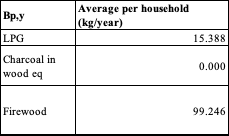 Bp,y
Average per household
(kg/year)
LPG
15.388
Charcoal in
wood eq
0.000
Firewood
99.246